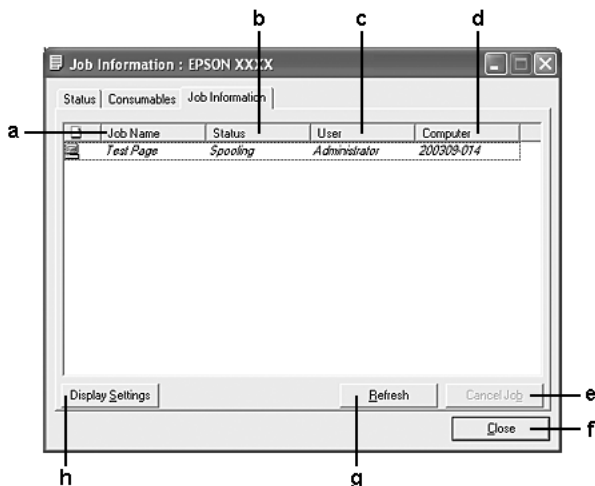 b c d
Job Information : EPSON XXXX
Status Consumables Job Information
a
Job Name Status User Computer
Test Page Spooling Administrator 200309-014
Display Settings Refresh Cancel Job
e
Close
f
h g